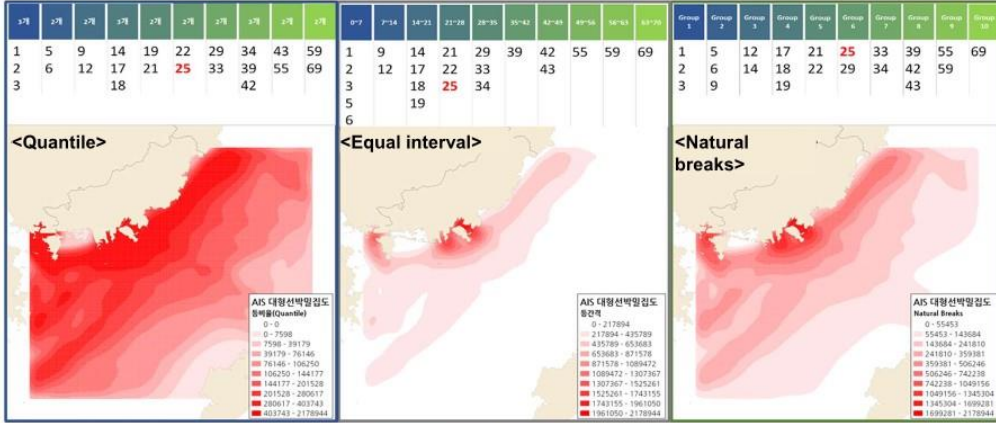 3개 2개 2개 3개 2개 2개 2개 3개 2개 2개
1 5 9 14 19 22 29 34 43 59
2 6 12 17 21 25 33 39 55 69
3 18 42
<Quantile>
AIS 대형선박밀집도
등비율(Quantile)
0 - 0
0 - 7598
7598 - 39179
39179 - 76146
76146 - 106250
106250 - 144177
144177 - 201528
201528 - 280617
280617 - 403743
403743 - 2178944
0~7 7~14 14~21 21~28 28~35 35~42 42~49 49~56 56~63 63~70
1 9 14 21 29 39 42 55 59 69
2 12 17 22 33 43
3 18 25 34
5 19
6
<Equal interval>
AIS 대형선박밀집도
등간격
0 - 217894
217894 - 435789
435789 - 653683
653683 - 871578
871578 - 1089472
1089472 - 1307367
1307367 - 1525261
1525261 - 1743155
1743155 - 1961050
1961050 - 2178944
Group 1 Group 2 Group 3 Group 4 Group 5 Group 6 Group 7 Group 8 Group 9 Group 10
1 5 12 17 21 25 33 39 55 69
2 6 14 18 22 29 34 42 59
3 9 19 43
<Natural
breaks>
AIS 대형선박밀집도
Natural Breaks
0 - 55453
55453 - 143684
143684 - 241810
241810 - 359381
359381 - 506246
506246 - 742238
742238 - 1049156
1049156 - 1345304
1345304 - 1699281
1699281 - 2178944